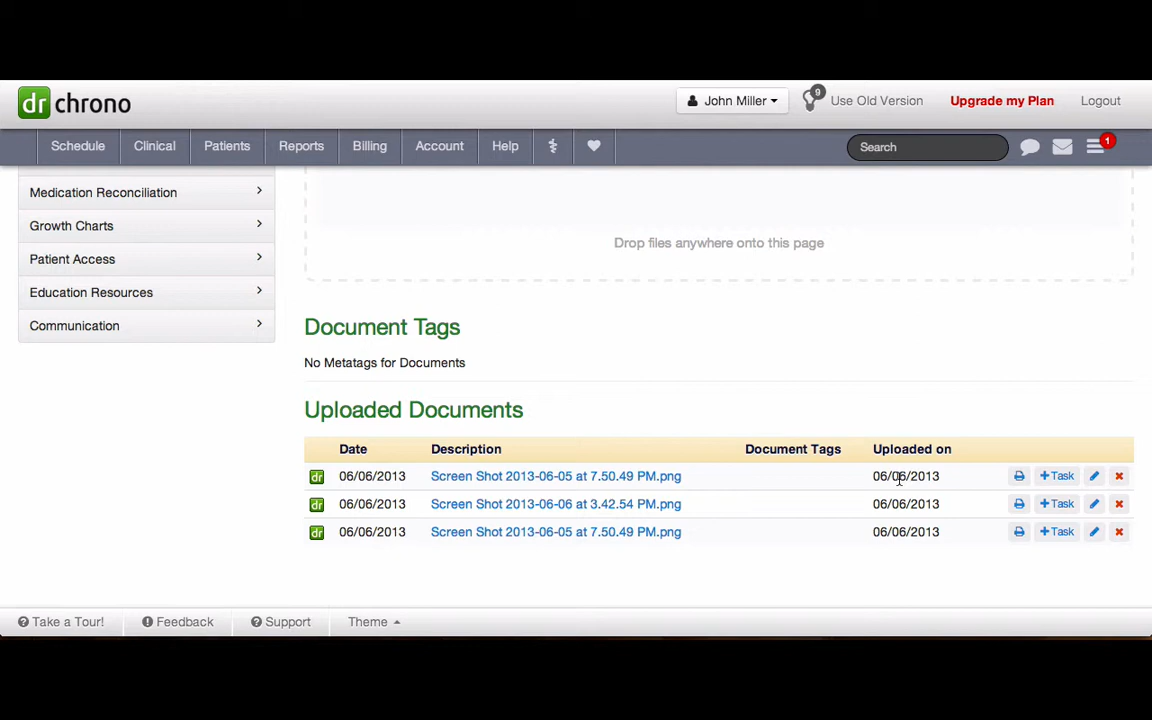 dr chrono
John Miller
9
Use Old Version
Upgrade my Plan
Logout
Schedule
Clinical
Patients
Reports
Billing
Account
Help
Search
1
Medication Reconciliation
Growth Charts
Patient Access
Education Resources
Communication
Drop files anywhere onto this page
Document Tags
No Metatags for Documents
Uploaded Documents
Date Description Document Tags Uploaded on
dr 06/06/2013 Screen Shot 2013-06-05 at 7.50.49 PM.png 06/06/2013 +Task
dr 06/06/2013 Screen Shot 2013-06-06 at 3.42.54 PM.png 06/06/2013 +Task
dr 06/06/2013 Screen Shot 2013-06-05 at 7.50.49 PM.png 06/06/2013 +Task
Take a Tour!
Feedback
Support
Theme